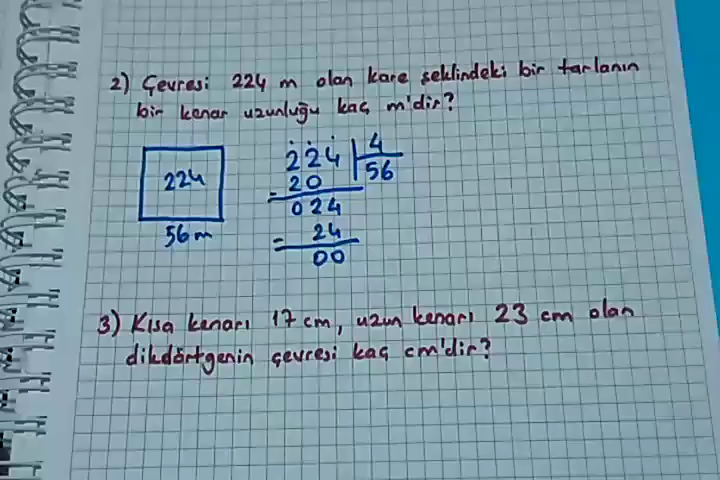 2) Çevresi 224 m olan kare şeklindeki bir tarlanın
bir kenar uzunluğu kaç m'dir?
224
56 m
224 | 4
- 20 56
024
= 24
00
3) Kısa kenarı 17 cm, uzun kenarı 23 cm olan
dikdörtgenin çevresi kaç cm'dir?